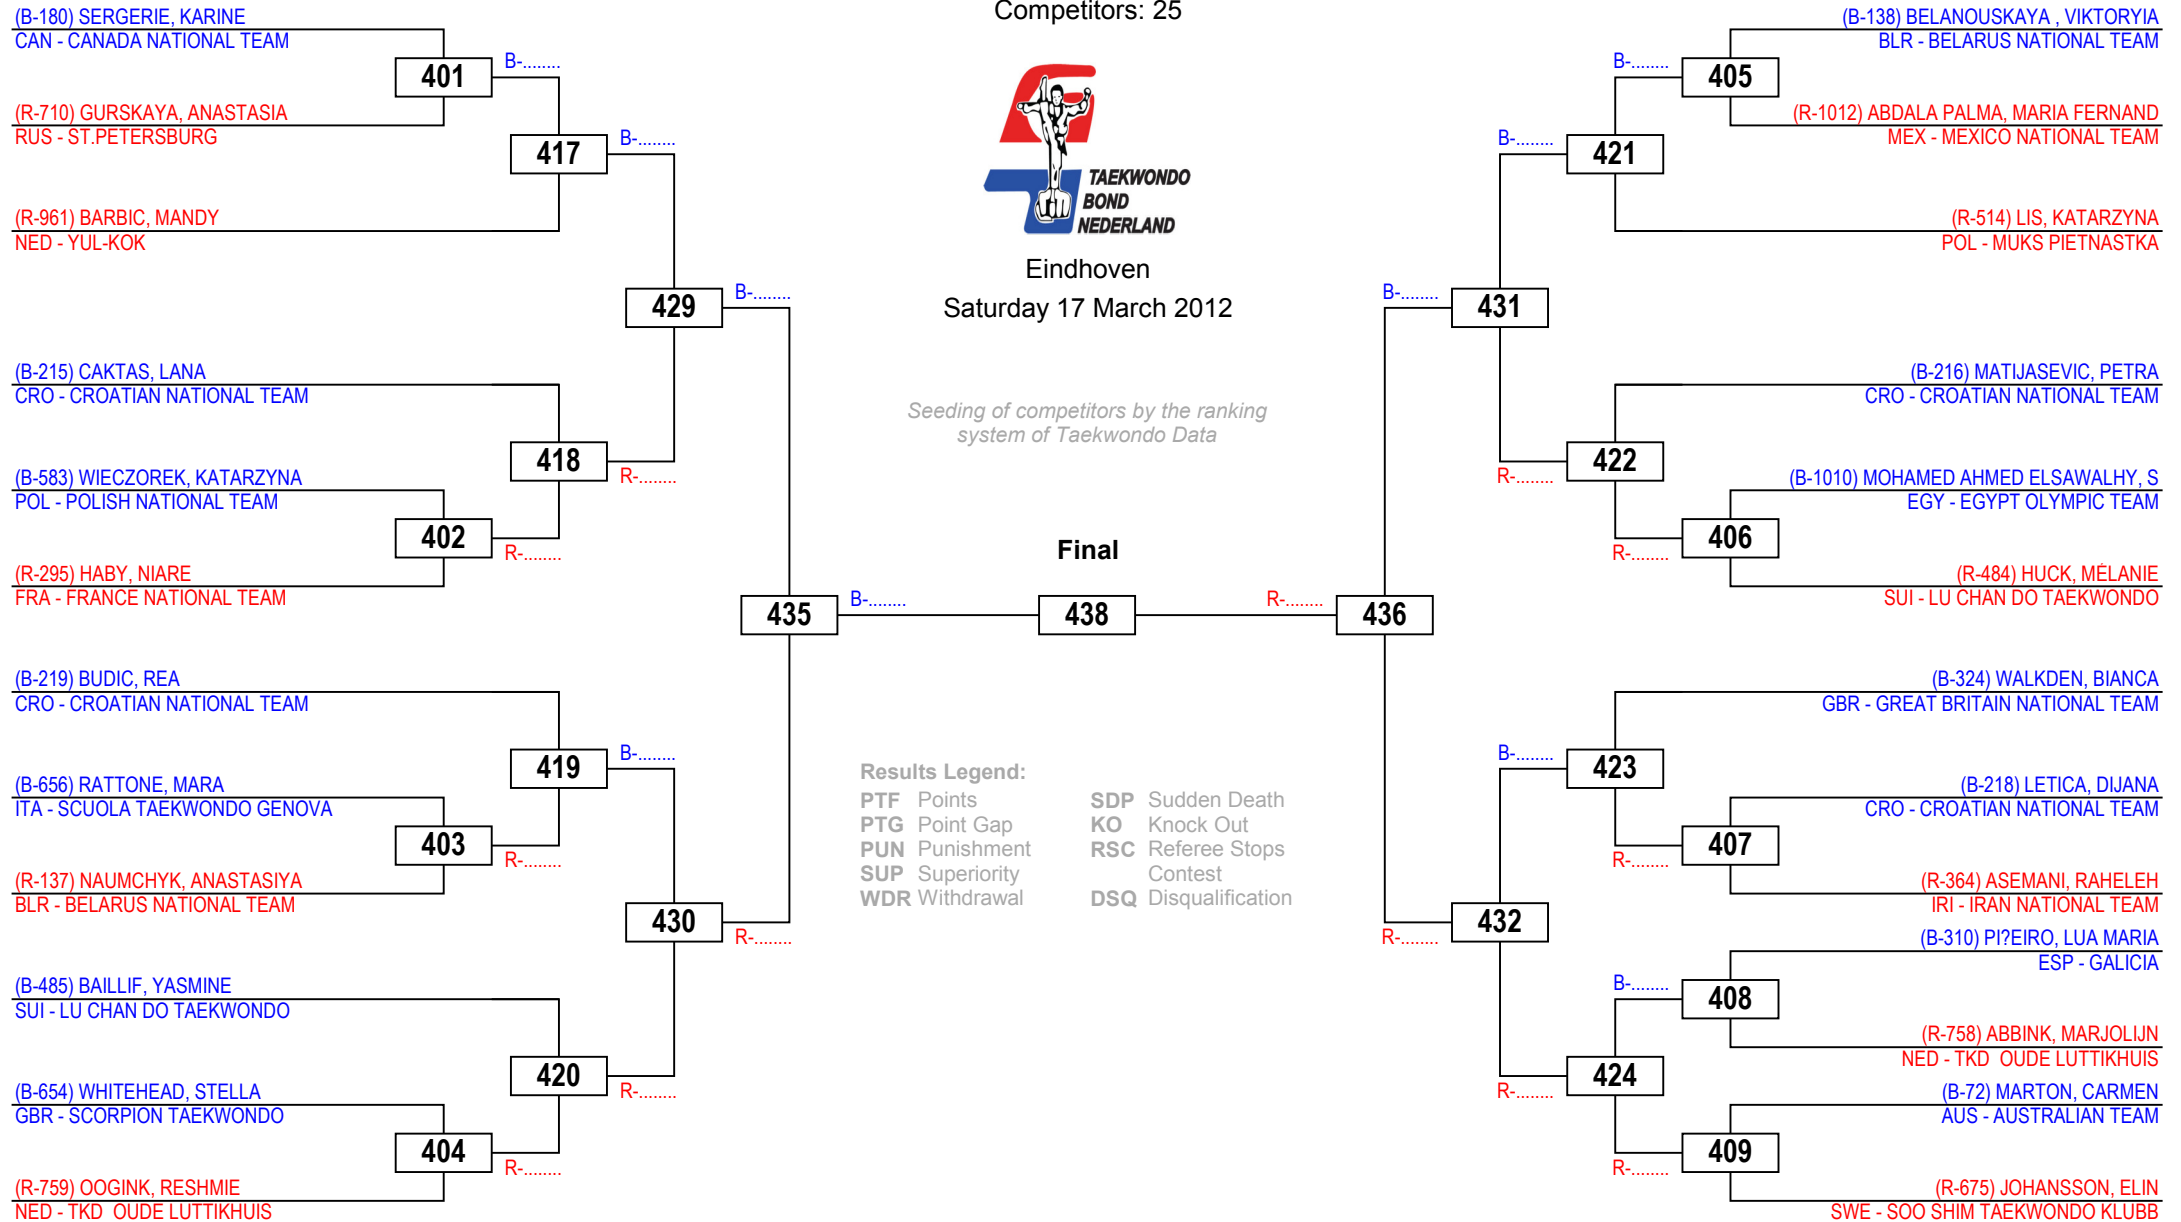 Competitors: 25
TAEKWONDO
BOND
NEDERLAND
Eindhoven
Saturday 17 March 2012
Seeding of competitors by the ranking
system of Taekwondo Data
(B-180) SERGERIE, KARINE
CAN - CANADA NATIONAL TEAM
401
B-........
(R-710) GURSKAYA, ANASTASIA
RUS - ST.PETERSBURG
417
B-........
(R-961) BARBIC, MANDY
NED - YUL-KOK
429
B-........
(B-215) CAKTAS, LANA
CRO - CROATIAN NATIONAL TEAM
418
R-........
(B-583) WIECZOREK, KATARZYNA
POL - POLISH NATIONAL TEAM
402
R-........
(R-295) HABY, NIARE
FRA - FRANCE NATIONAL TEAM
435
B-........
(B-219) BUDIC, REA
CRO - CROATIAN NATIONAL TEAM
419
B-........
(B-656) RATTONE, MARA
ITA - SCUOLA TAEKWONDO GENOVA
403
R-........
(R-137) NAUMCHYK, ANASTASIYA
BLR - BELARUS NATIONAL TEAM
430
R-........
(B-485) BAILLIF, YASMINE
SUI - LU CHAN DO TAEKWONDO
420
R-........
(B-654) WHITEHEAD, STELLA
GBR - SCORPION TAEKWONDO
404
R-........
(R-759) OOGINK, RESHMIE
NED - TKD  OUDE LUTTIKHUIS
Final
438
Results Legend:
PTF Points
PTG Point Gap
PUN Punishment
SUP Superiority
WDR Withdrawal
SDP Sudden Death
KO Knock Out
RSC Referee Stops
Contest
DSQ Disqualification
(B-138) BELANOUSKAYA , VIKTORYIA
BLR - BELARUS NATIONAL TEAM
B-........
405
(R-1012) ABDALA PALMA, MARIA FERNAND
MEX - MEXICO NATIONAL TEAM
B-........
421
(R-514) LIS, KATARZYNA
POL - MUKS PIETNASTKA
B-........
431
(B-216) MATIJASEVIC, PETRA
CRO - CROATIAN NATIONAL TEAM
R-........
422
(B-1010) MOHAMED AHMED ELSAWALHY, S
EGY - EGYPT OLYMPIC TEAM
R-........
406
(R-484) HUCK, MÉLANIE
SUI - LU CHAN DO TAEKWONDO
R-........
436
(B-324) WALKDEN, BIANCA
GBR - GREAT BRITAIN NATIONAL TEAM
B-........
423
(B-218) LETICA, DIJANA
CRO - CROATIAN NATIONAL TEAM
R-........
407
(R-364) ASEMANI, RAHELEH
IRI - IRAN NATIONAL TEAM
R-........
432
(B-310) PI?EIRO, LUA MARIA
ESP - GALICIA
B-........
408
(R-758) ABBINK, MARJOLIJN
NED - TKD  OUDE LUTTIKHUIS
R-........
424
(B-72) MARTON, CARMEN
AUS - AUSTRALIAN TEAM
R-........
409
(R-675) JOHANSSON, ELIN
SWE - SOO SHIM TAEKWONDO KLUBB